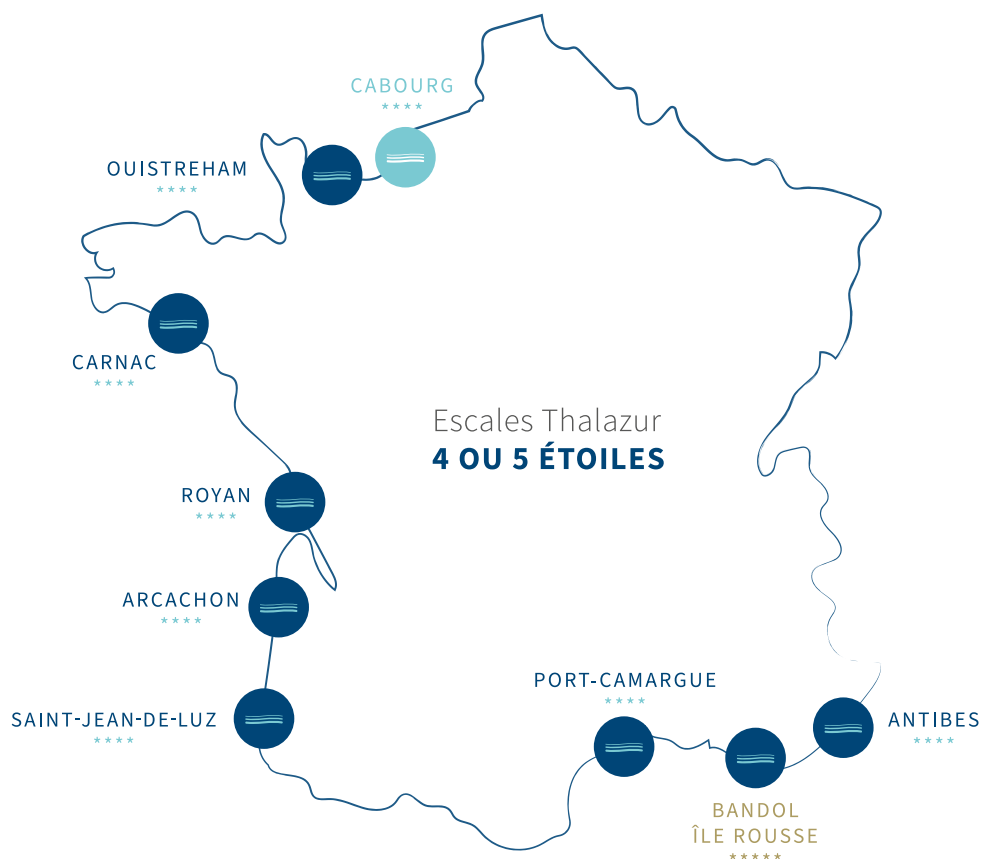 CABOURG
****
OUISTREHAM
****
CARNAC
****
Escales Thalazur
4 OU 5 ÉTOILES
ROYAN
****
ARCACHON
****
PORT-CAMARGUE
****
SAINT-JEAN-DE-LUZ
****
ANTIBES
****
BANDOL
ÎLE ROUSSE
*****